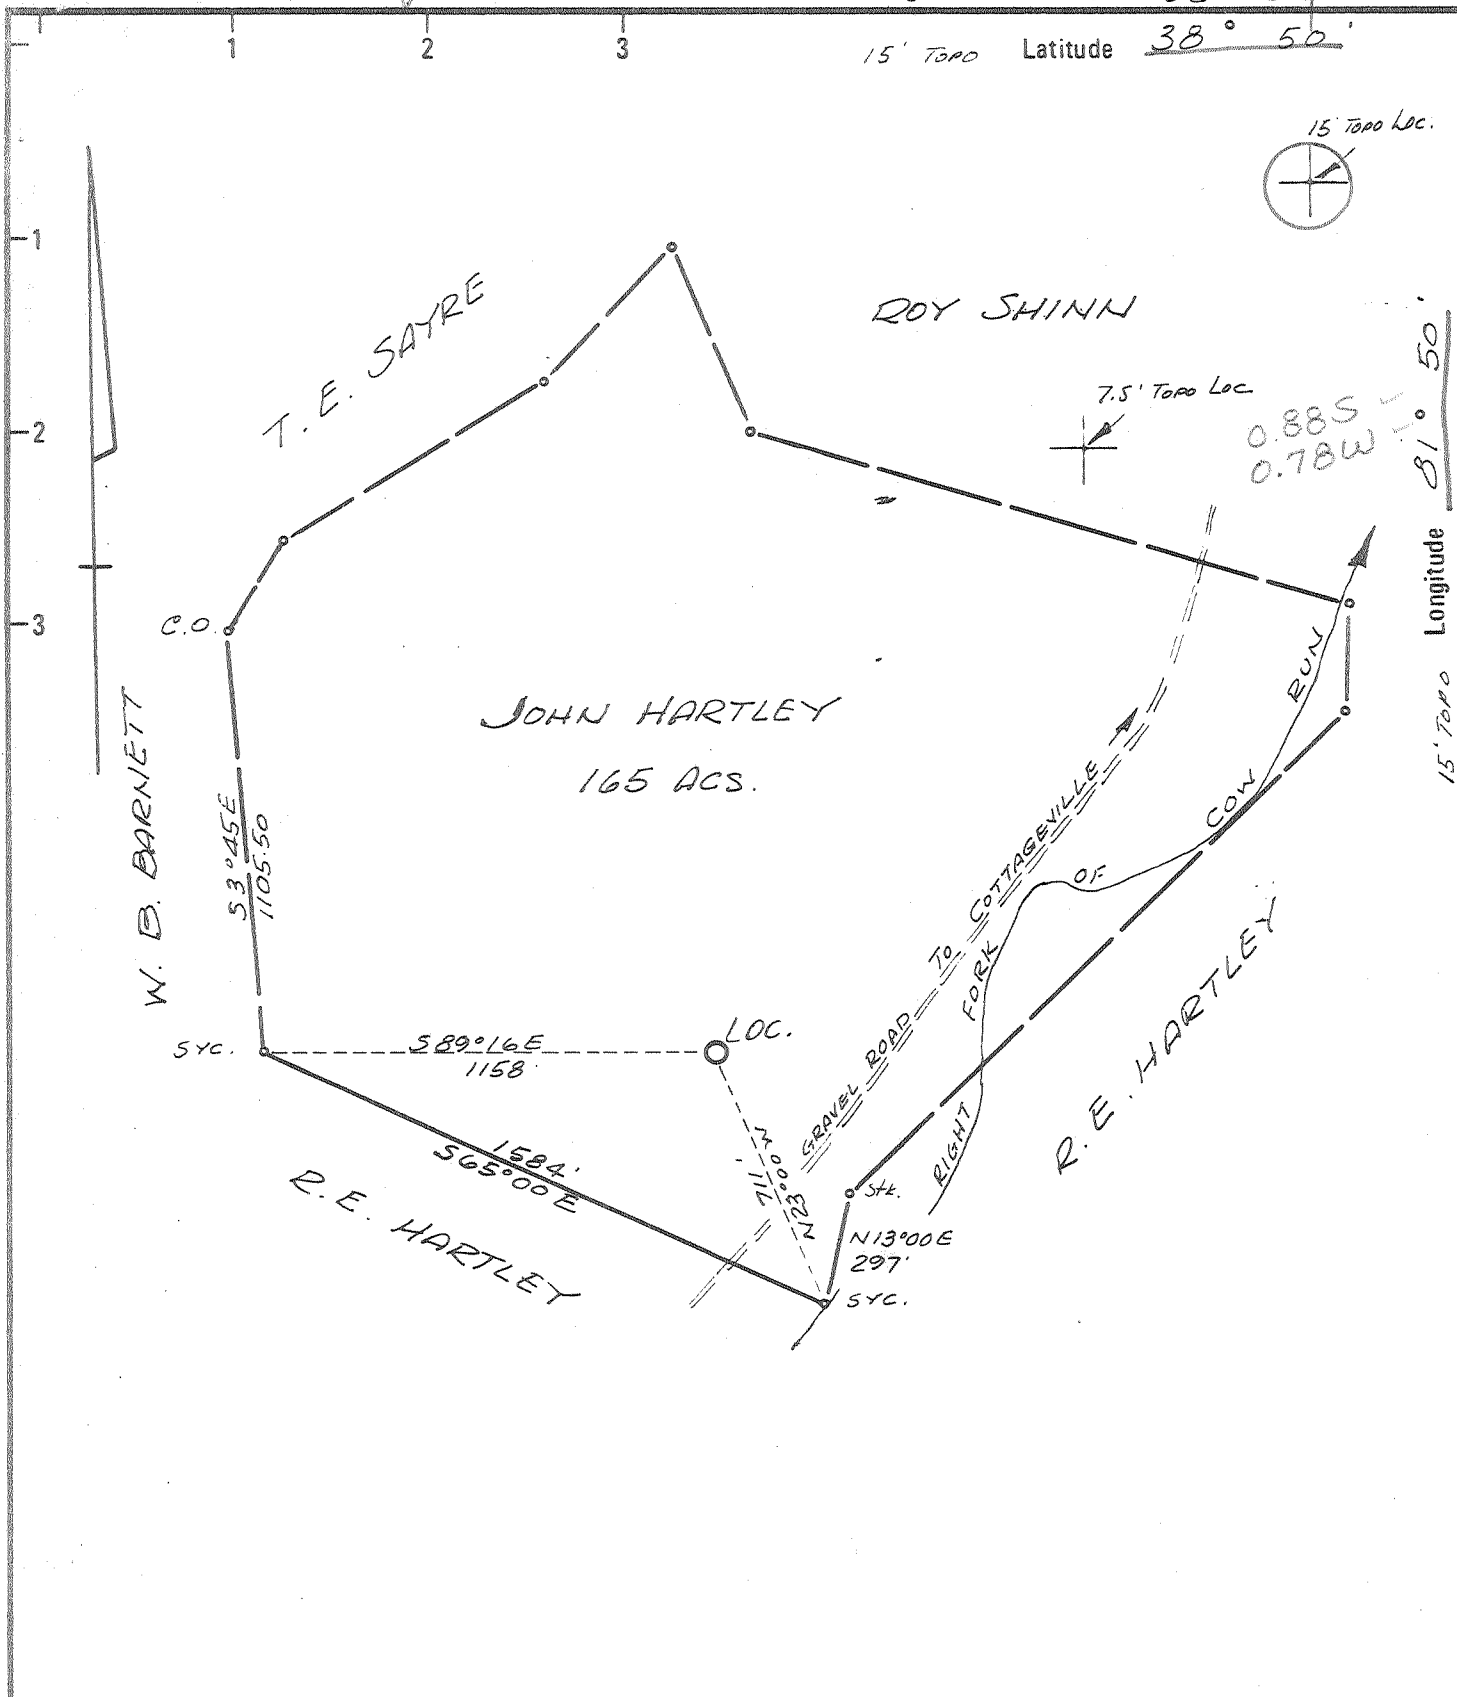 1 2 3
15' TOPO Latitude 38° 50'
15' TOPO LOC.
1
T. E. SAYRE
ROY SHINN
7.5' TOPO LOC
0.88S
0.78W
15' TOPO Longitude 81° 50'
2
3
C.O.
JOHN HARTLEY
165 ACS.
W. B. BARNETT
S3°45E
1105.50
GRAVEL ROAD TO COTTAGEVILLE
RIGHT FORK OF COW RUN
SYC.
S89°16E
1158
LOC.
N23°00W
711'
1584'
S65°00E
R.E. HARTLEY
R.E. HARTLEY
Stk.
N13°00E
297'
SYC.